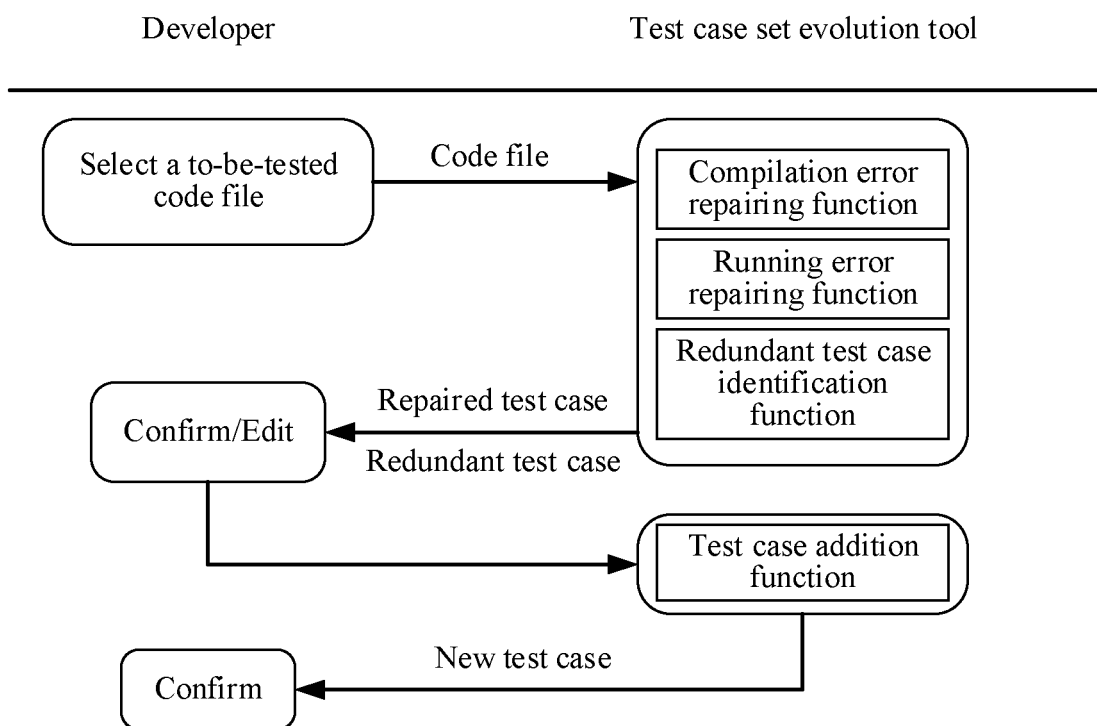 Developer
Test case set evolution tool
Select a to-be-tested
code file
Code file
Compilation error
repairing function
Running error
repairing function
Redundant test case
identification
function
Repaired test case
Confirm/Edit
Redundant test case
Test case addition
function
New test case
Confirm